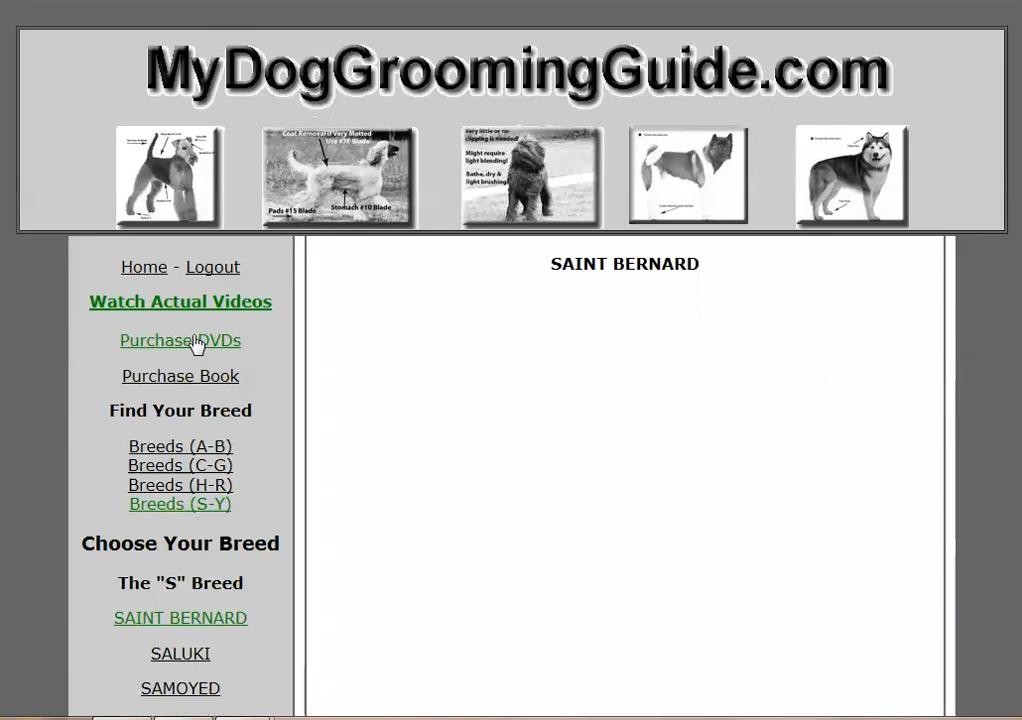 MyDogGroomingGuide.com
Coat Removal if Very Matted
Use #7F Blade
Pads #15 Blade
Stomach #10 Blade
Very little or no
clipping is needed!
Might require
light blending!
Bathe, dry &
light brushing!
Home - Logout
Watch Actual Videos
Purchase DVDs
Purchase Book
Find Your Breed
Breeds (A-B)
Breeds (C-G)
Breeds (H-R)
Breeds (S-Y)
Choose Your Breed
The "S" Breed
SAINT BERNARD
SALUKI
SAMOYED
SAINT BERNARD